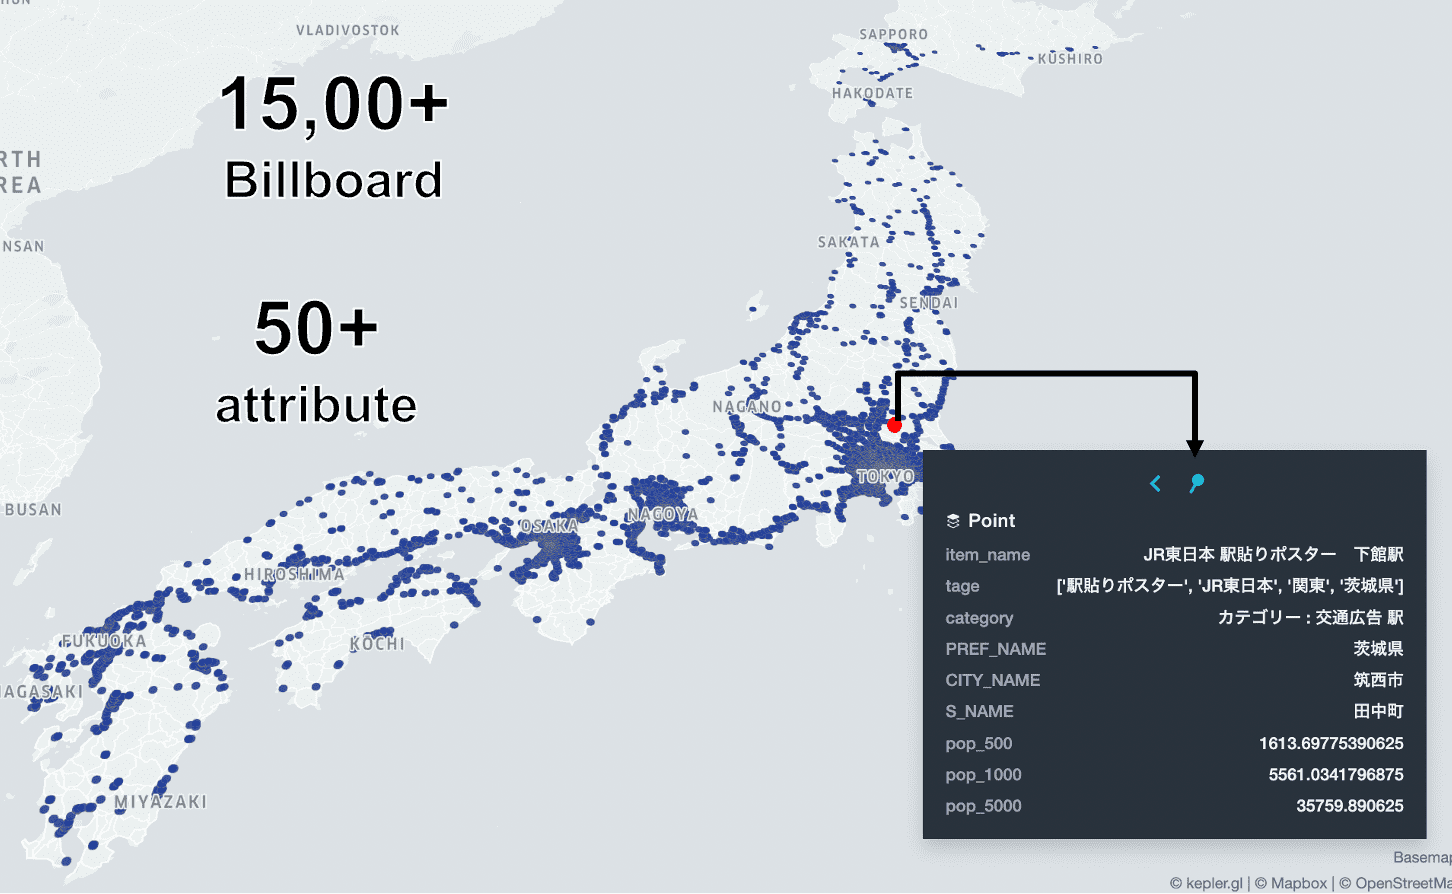 HUN
VLADIVOSTOK
SAPPORO
KUSHIRO
HAKODATE
15,00+
Billboard
RTH
REA
SAKATA
NSAN
SENDAI
50+
attribute
NAGANO
TOKYO
BUSAN
NAGOYA
OSAKA
HIROSHIMA
FUKUOKA
KŌCHI
NAGASAKI
MIYAZAKI
Point
item_name JR東日本 駅貼りポスター　下館駅
tage ['駅貼りポスター', 'JR東日本', '関東', '茨城県']
category カテゴリー : 交通広告 駅
PREF_NAME 茨城県
CITY_NAME 筑西市
S_NAME 田中町
pop_500 1613.69775390625
pop_1000 5561.0341796875
pop_5000 35759.890625
Basemap
© kepler.gl | © Mapbox | © OpenStreetMa